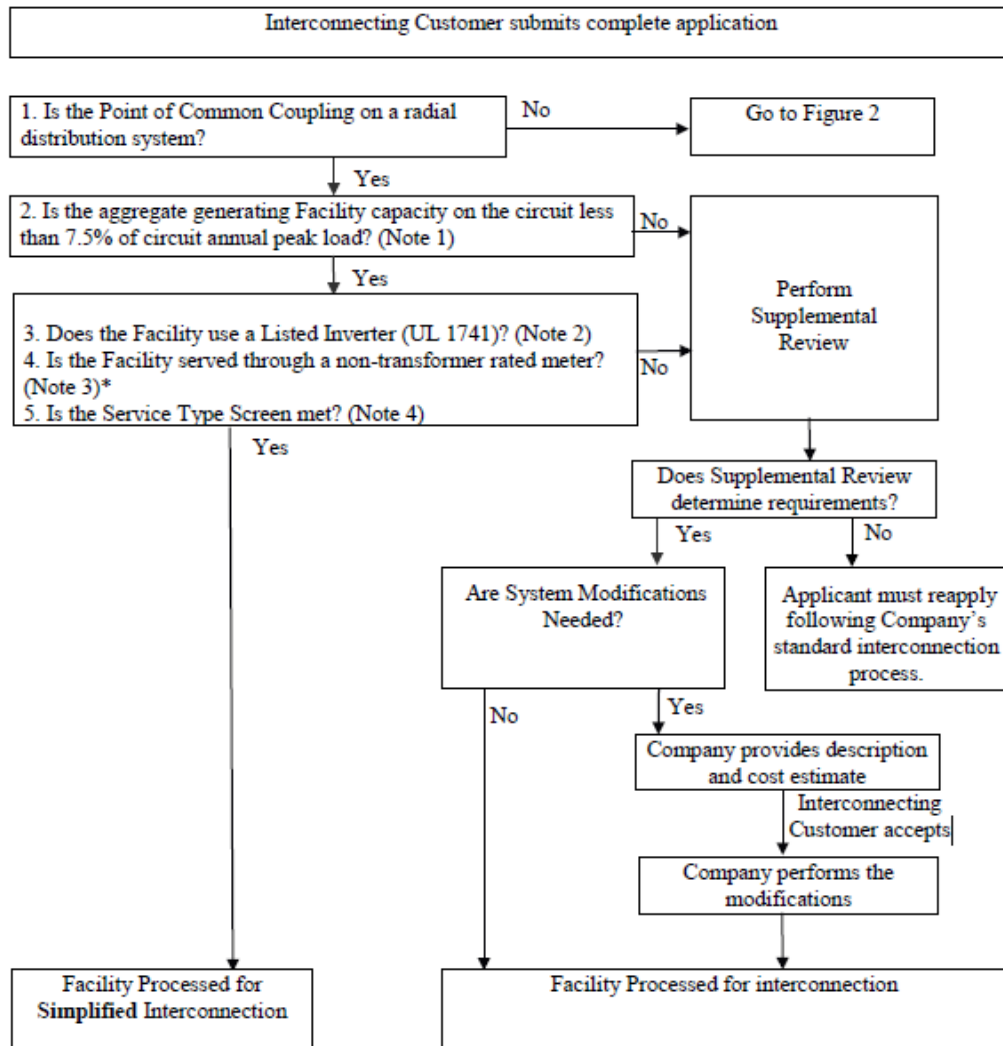 Interconnecting Customer submits complete application
1. Is the Point of Common Coupling on a radial
distribution system?
No
Go to Figure 2
Yes
2. Is the aggregate generating Facility capacity on the circuit less
than 7.5% of circuit annual peak load? (Note 1)
No
Yes
Perform
Supplemental
Review
3. Does the Facility use a Listed Inverter (UL 1741)? (Note 2)
4. Is the Facility served through a non-transformer rated meter?
(Note 3)*
5. Is the Service Type Screen met? (Note 4)
No
Yes
Does Supplemental Review
determine requirements?
Yes
No
Are System Modifications
Needed?
Applicant must reapply
following Company’s
standard interconnection
process.
No
Yes
Company provides description
and cost estimate
Interconnecting
Customer accepts
Company performs the
modifications
Facility Processed for
Simplified Interconnection
Facility Processed for interconnection